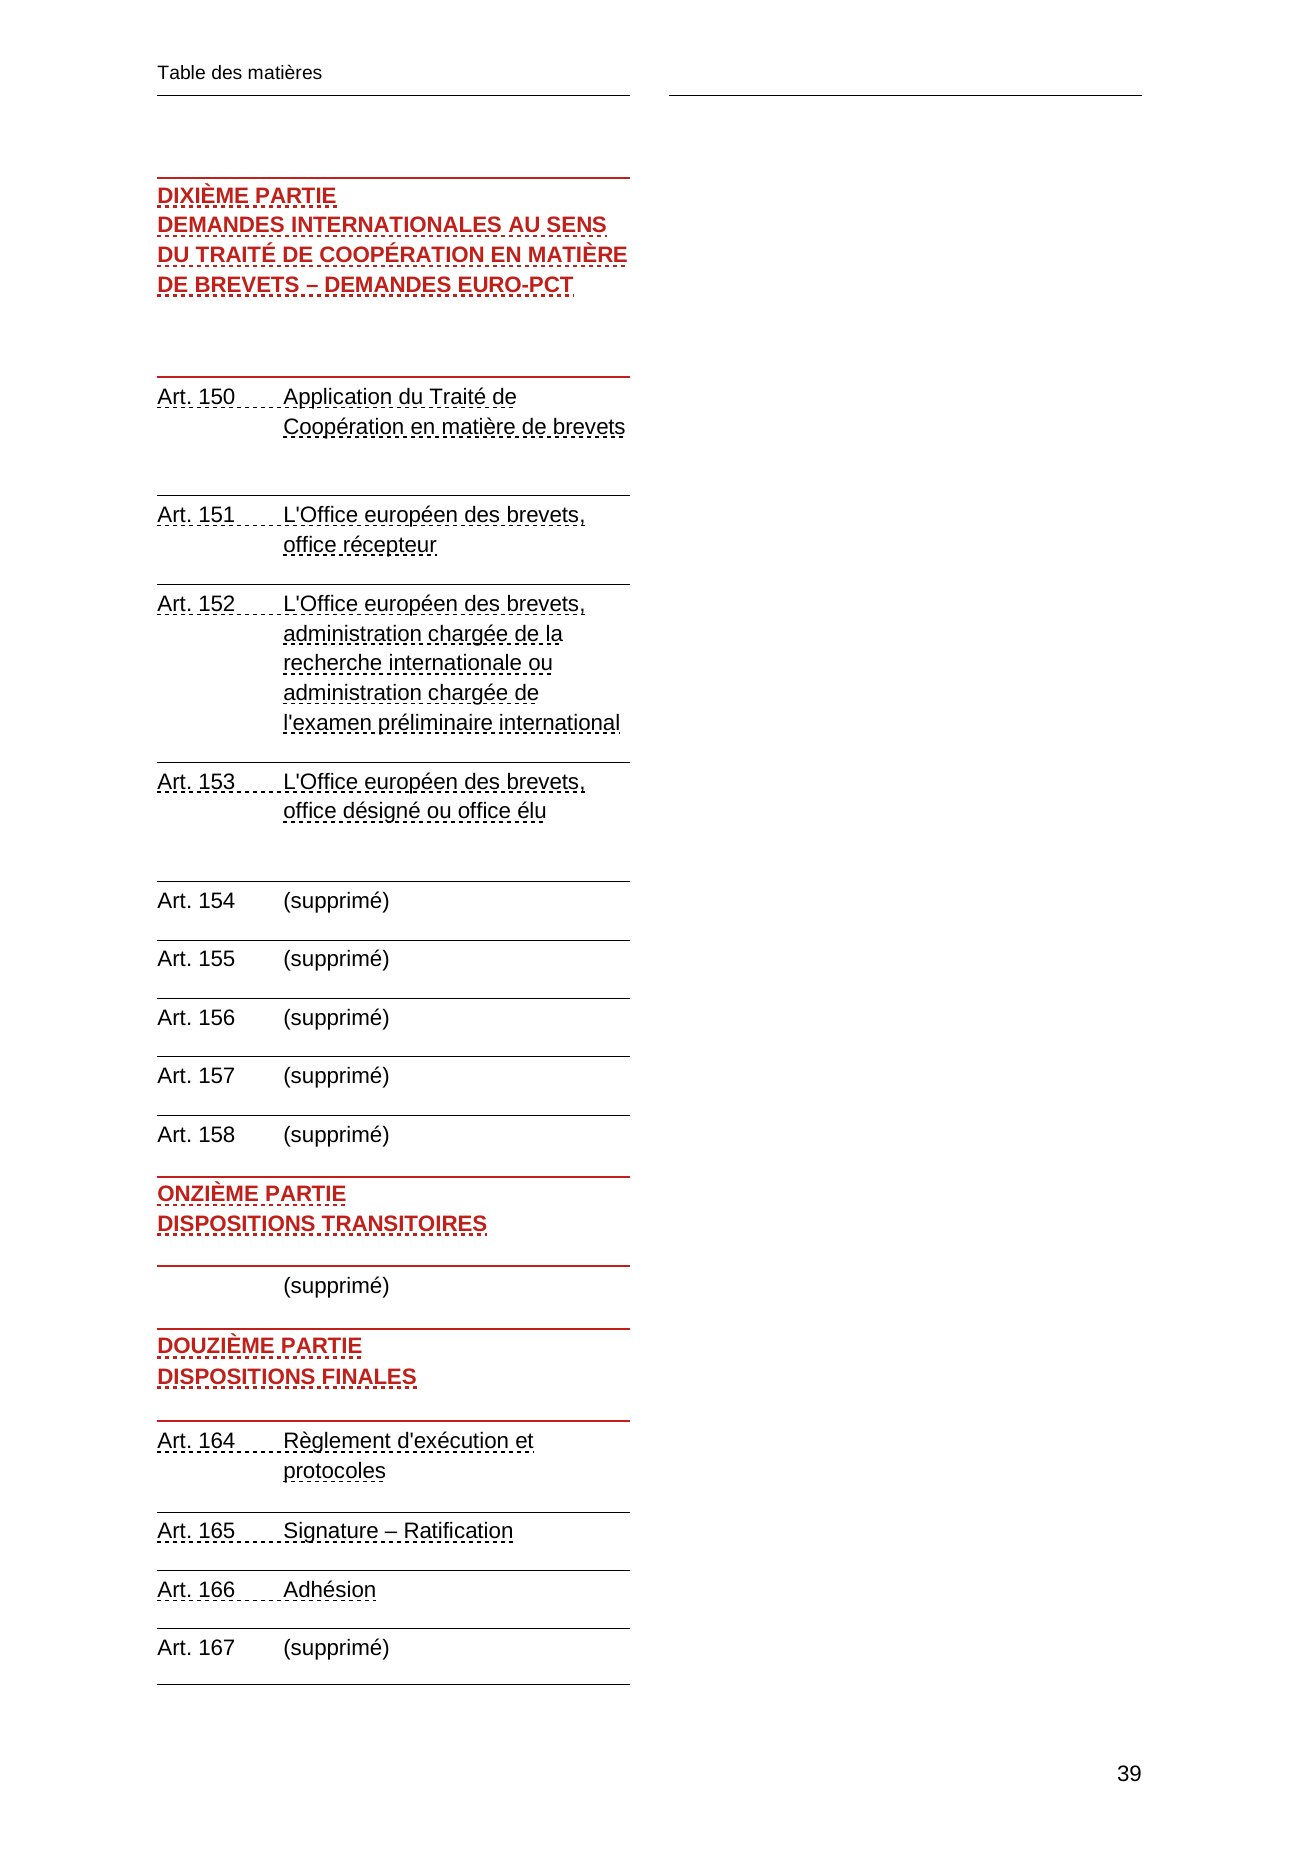 Table des matières
DIXIÈME PARTIE
DEMANDES INTERNATIONALES AU SENS
DU TRAITÉ DE COOPÉRATION EN MATIÈRE
DE BREVETS – DEMANDES EURO-PCT
Art. 150 Application du Traité de
Coopération en matière de brevets
Art. 151 L'Office européen des brevets,
office récepteur
Art. 152 L'Office européen des brevets,
administration chargée de la
recherche internationale ou
administration chargée de
l'examen préliminaire international
Art. 153 L'Office européen des brevets,
office désigné ou office élu
Art. 154 (supprimé)
Art. 155 (supprimé)
Art. 156 (supprimé)
Art. 157 (supprimé)
Art. 158 (supprimé)
ONZIÈME PARTIE
DISPOSITIONS TRANSITOIRES
(supprimé)
DOUZIÈME PARTIE
DISPOSITIONS FINALES
Art. 164 Règlement d'exécution et
protocoles
Art. 165 Signature – Ratification
Art. 166 Adhésion
Art. 167 (supprimé)
39